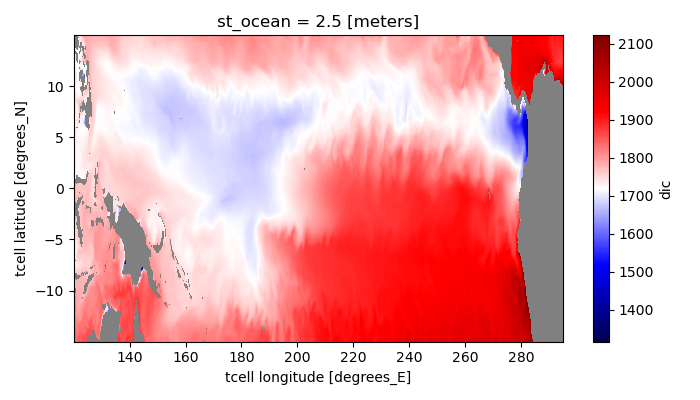 st_ocean = 2.5 [meters]
tcell latitude [degrees_N]
10
5
0
−5
−10
140 160 180 200 220 240 260 280
tcell longitude [degrees_E]
2100
2000
1900
1800
1700
1600
1500
1400
dic